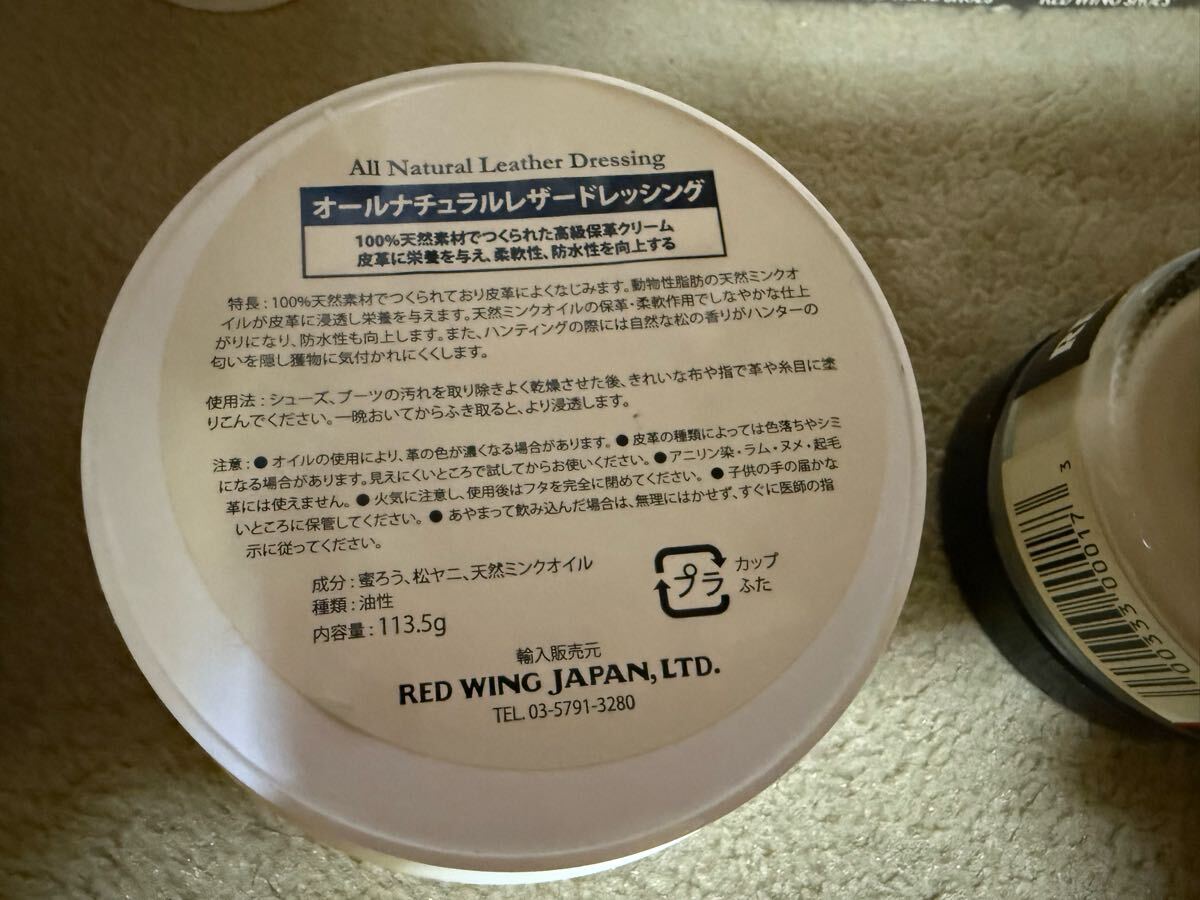 RED WING SHOES
All Natural Leather Dressing
オールナチュラルレザードレッシング
100%天然素材でつくられた高級保革クリーム
皮革に栄養を与え、柔軟性、防水性を向上する
特長：100%天然素材でつくられており皮革によくなじみます。動物性脂肪の天然ミンクオ
イルが皮革に浸透し栄養を与えます。天然ミンクオイルの保革・柔軟作用でしなやかな仕上
がりになり、防水性も向上します。また、ハンティングの際には自然な松の香りがハンターの
匂いを隠し獲物に気付かれにくくします。
使用法：シューズ、ブーツの汚れを取り除きよく乾燥させた後、きれいな布や指で革や糸目に塗
りこんでください。一晩おいてからふき取ると、より浸透します。
注意：● オイルの使用により、革の色が濃くなる場合があります。● 皮革の種類によっては色落ちやシミ
になる場合があります。見えにくいところで試してからお使いください。● アニリン染・ラム・ヌメ・起毛
革には使えません。● 火気に注意し、使用後はフタを完全に閉めてください。● 子供の手の届かな
いところに保管してください。● あやまって飲み込んだ場合は、無理にはかせず、すぐに医師の指
示に従ってください。
成分：蜜ろう、松ヤニ、天然ミンクオイル
種類：油性
内容量：113.5g
プラ
カップ
ふた
輸入販売元
RED WING JAPAN, LTD.
TEL. 03-5791-3280
00333 00017 3